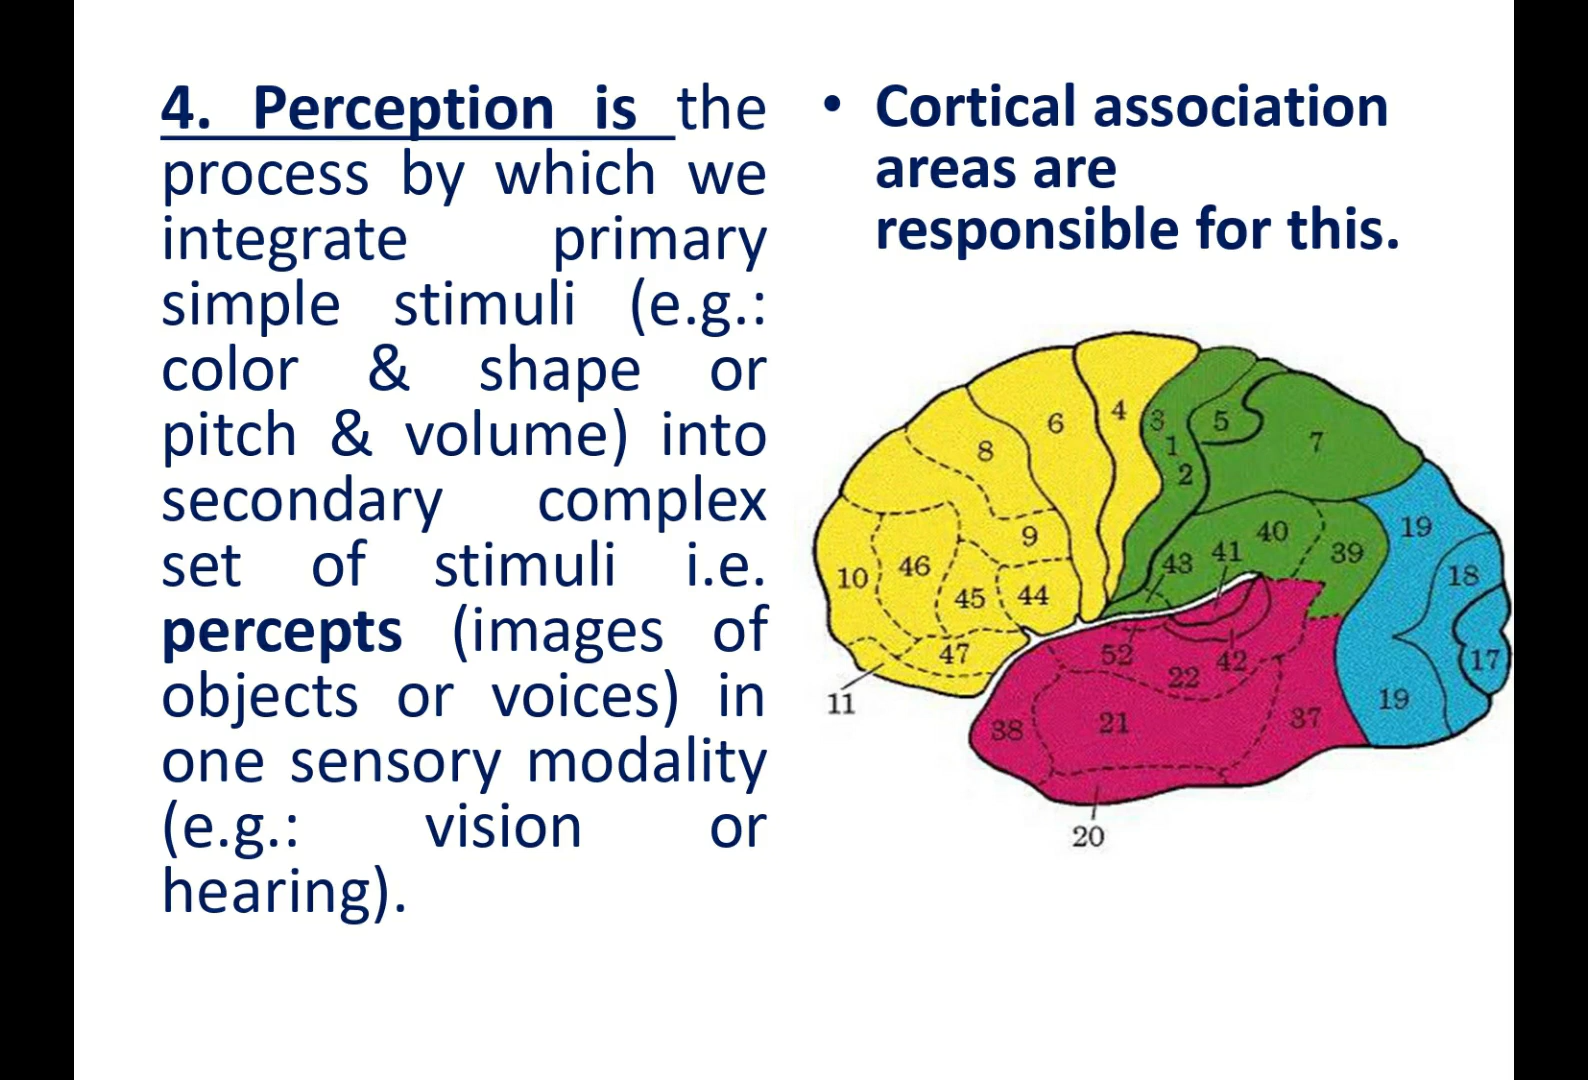 4. Perception is the
process by which we
integrate primary
simple stimuli (e.g.:
color & shape or
pitch & volume) into
secondary complex
set of stimuli i.e.
percepts (images of
objects or voices) in
one sensory modality
(e.g.: vision or
hearing).
• Cortical association
areas are
responsible for this.
4
6
3
5
8
1
7
2
9
19
40
41
39
43
46
10
18
45
44
47
52
42
17
22
11
19
38
21
37
20